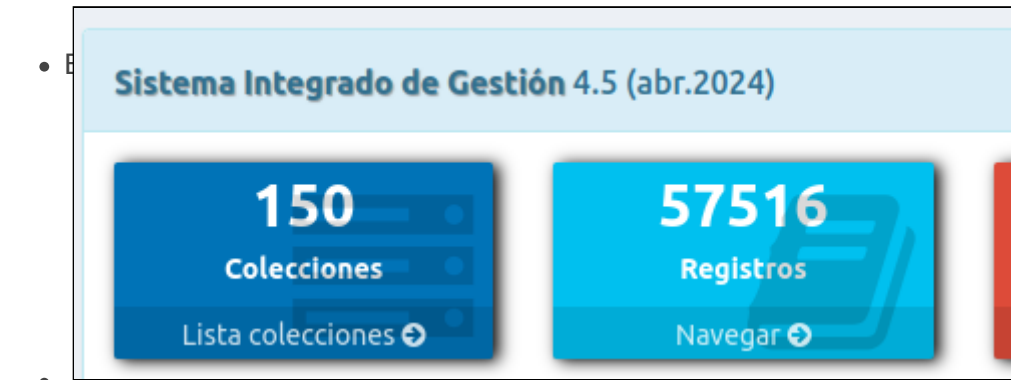 Sistema Integrado de Gestión 4.5 (abr.2024)
150
Colecciones
Lista colecciones
57516
Registros
Navegar